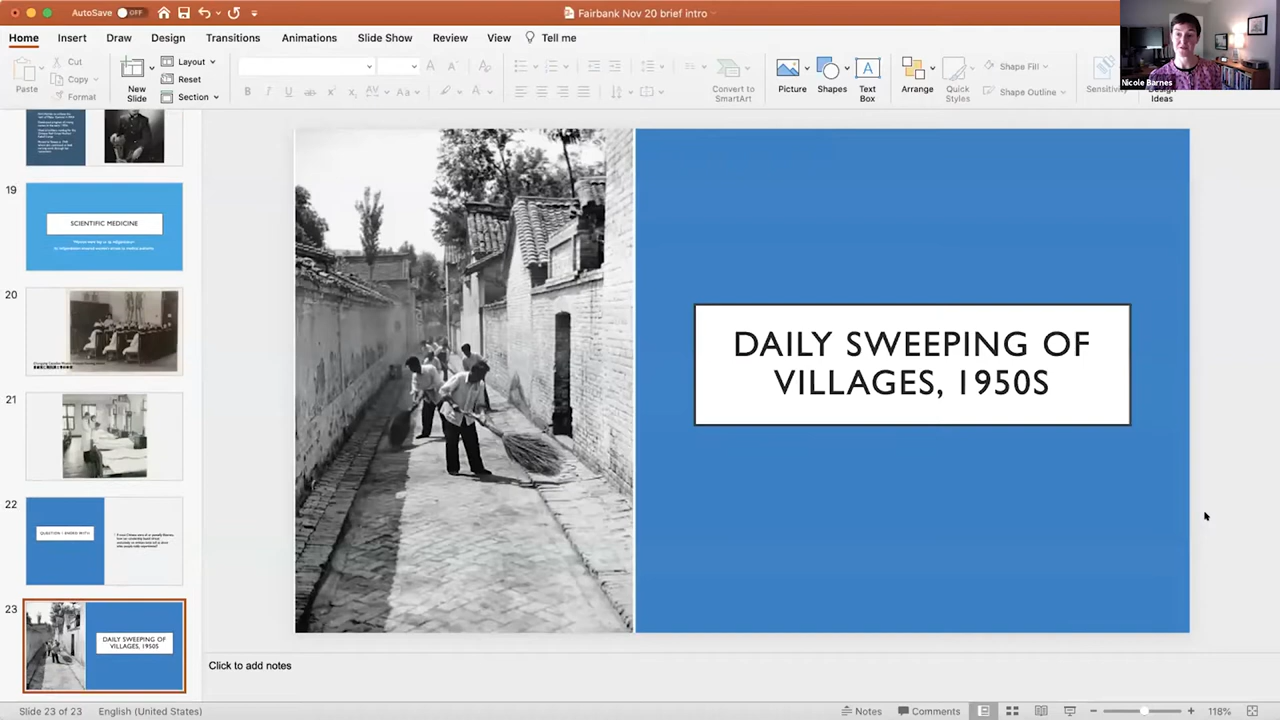 AutoSave OFF
Fairbank Nov 20 brief intro
Home Insert Draw Design Transitions Animations Slide Show Review View Tell me
Paste
Cut
Copy
Format
New Slide
Layout
Reset
Section
Convert to SmartArt
Picture
Shapes
Text Box
Arrange
Quick Styles
Shape Fill
Shape Outline
Design Ideas
Nicole Barnes
19
SCIENTIFIC MEDICINE
20
21
22
23
DAILY SWEEPING OF
VILLAGES, 1950S
DAILY SWEEPING OF
VILLAGES, 1950S
Click to add notes
Slide 23 of 23 English (United States) Notes Comments 118%